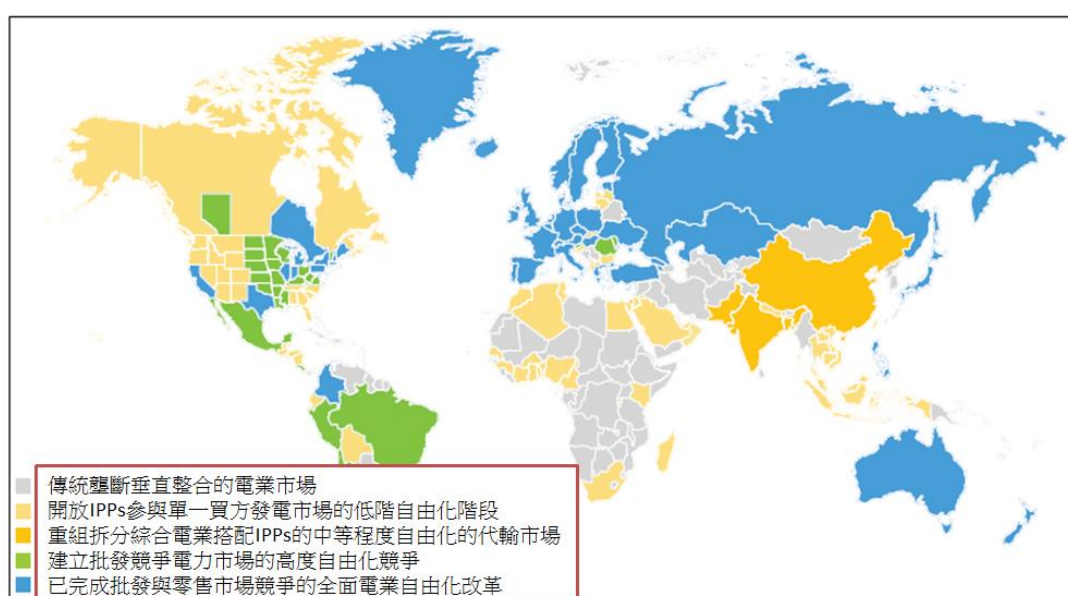 傳統壟斷垂直整合的電業市場
開放IPPs參與單一買方發電市場的低階自由化階段
重組拆分綜合電業搭配IPPs的中等程度自由化的代輸市場
建立批發競爭電力市場的高度自由化競爭
已完成批發與零售市場競爭的全面電業自由化改革